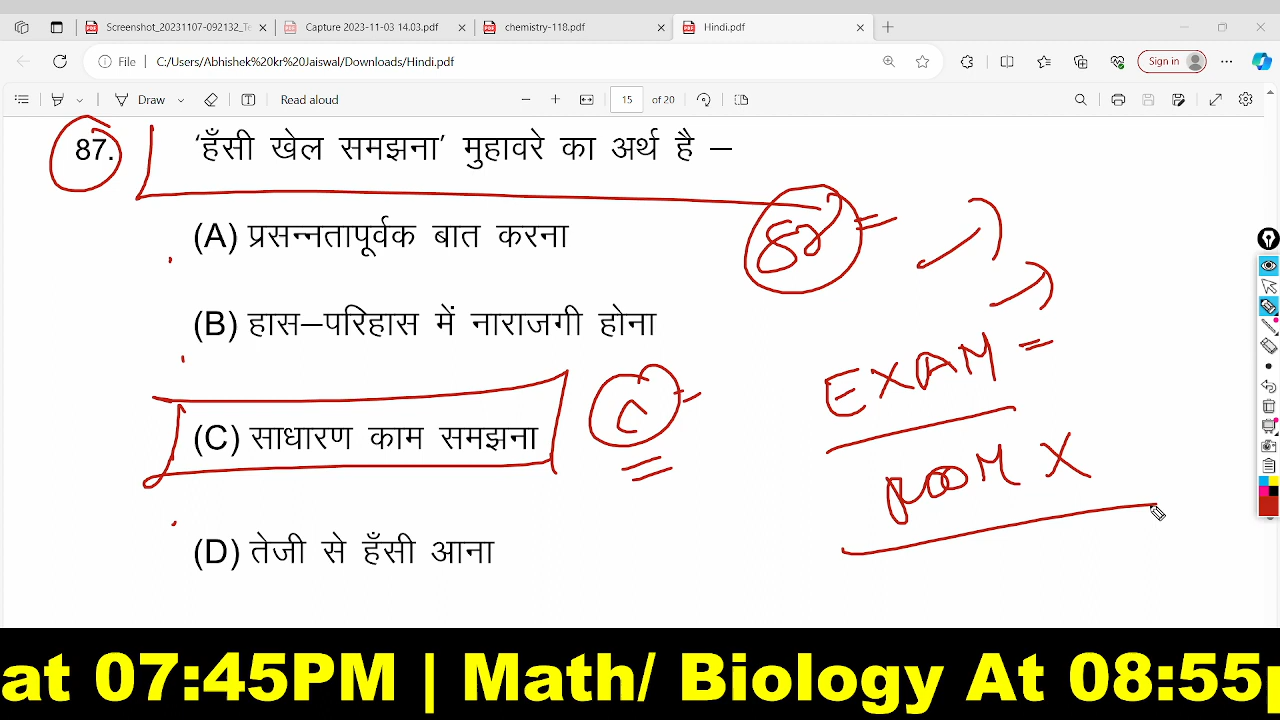 Screenshot_20231107-092132_Te
Capture 2023-11-03 14.03.pdf
chemistry-118.pdf
Hindi.pdf
File
C:/Users/Abhishek%20kr%20Jaiswal/Downloads/Hindi.pdf
Sign in
Draw
Read aloud
15
of 20
87. 'हँसी खेल समझना' मुहावरे का अर्थ है –
(A) प्रसन्नतापूर्वक बात करना
(B) हास–परिहास में नाराजगी होना
EXAM =
(C) साधारण काम समझना
ROOM X
(D) तेजी से हँसी आना
at 07:45PM | Math/ Biology At 08:55p